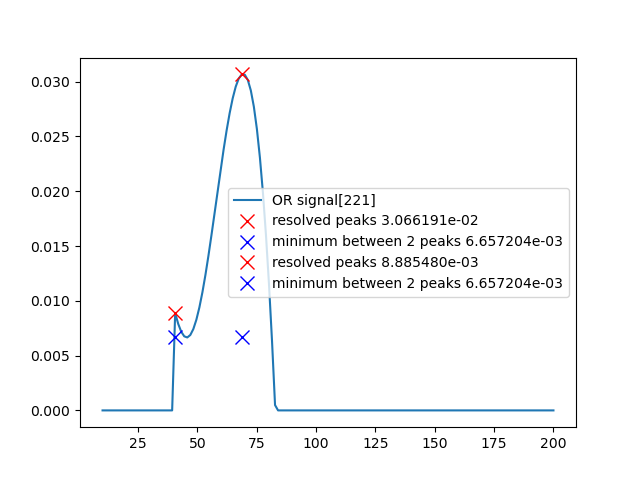 0.030
0.025
0.020
0.015
0.010
0.005
0.000
OR signal[221]
resolved peaks 3.066191e-02
minimum between 2 peaks 6.657204e-03
resolved peaks 8.885480e-03
minimum between 2 peaks 6.657204e-03
25 50 75 100 125 150 175 200